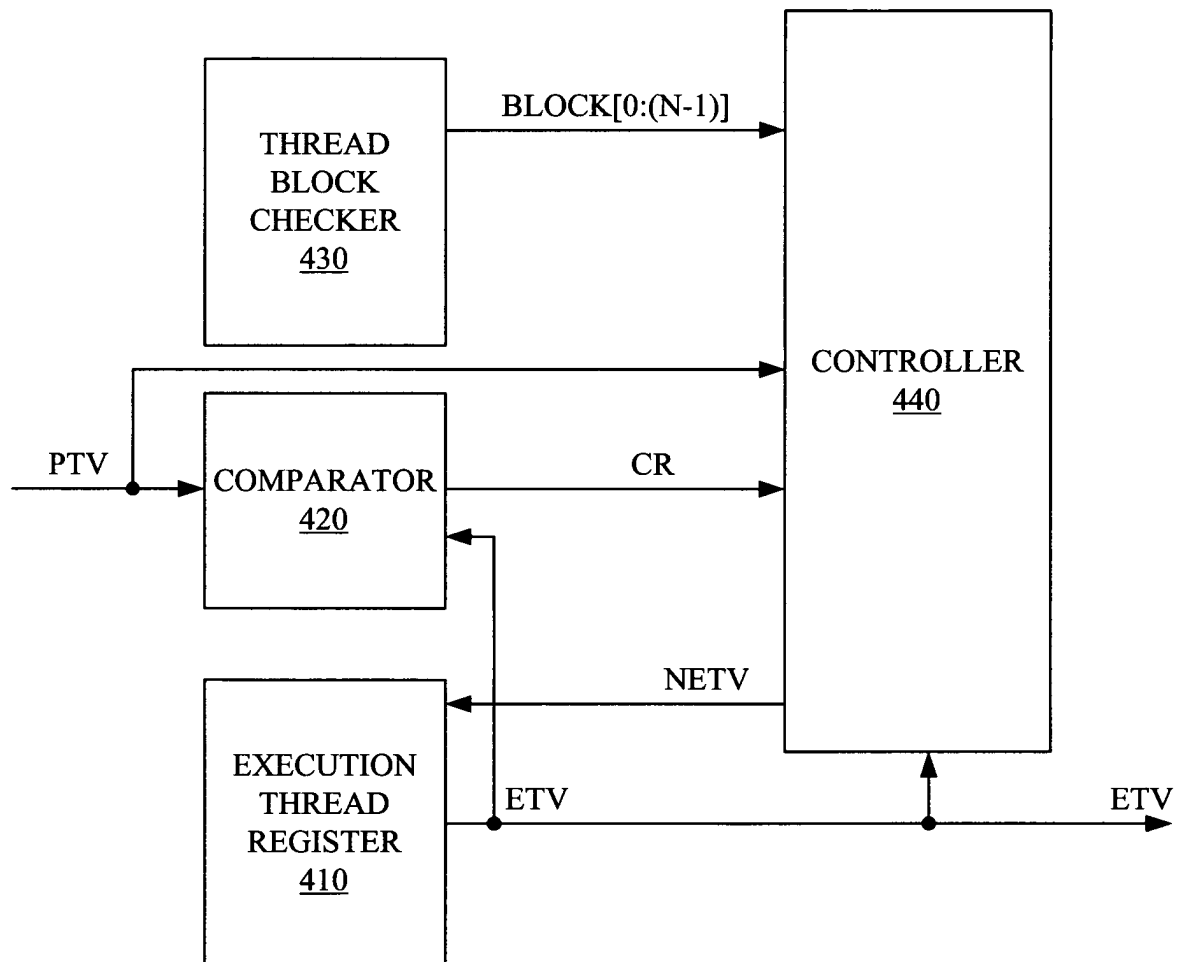 BLOCK[0:(N-1)]
THREAD
BLOCK
CHECKER
430
CONTROLLER
440
PTV
COMPARATOR
420
CR
NETV
EXECUTION
THREAD
REGISTER
410
ETV
ETV